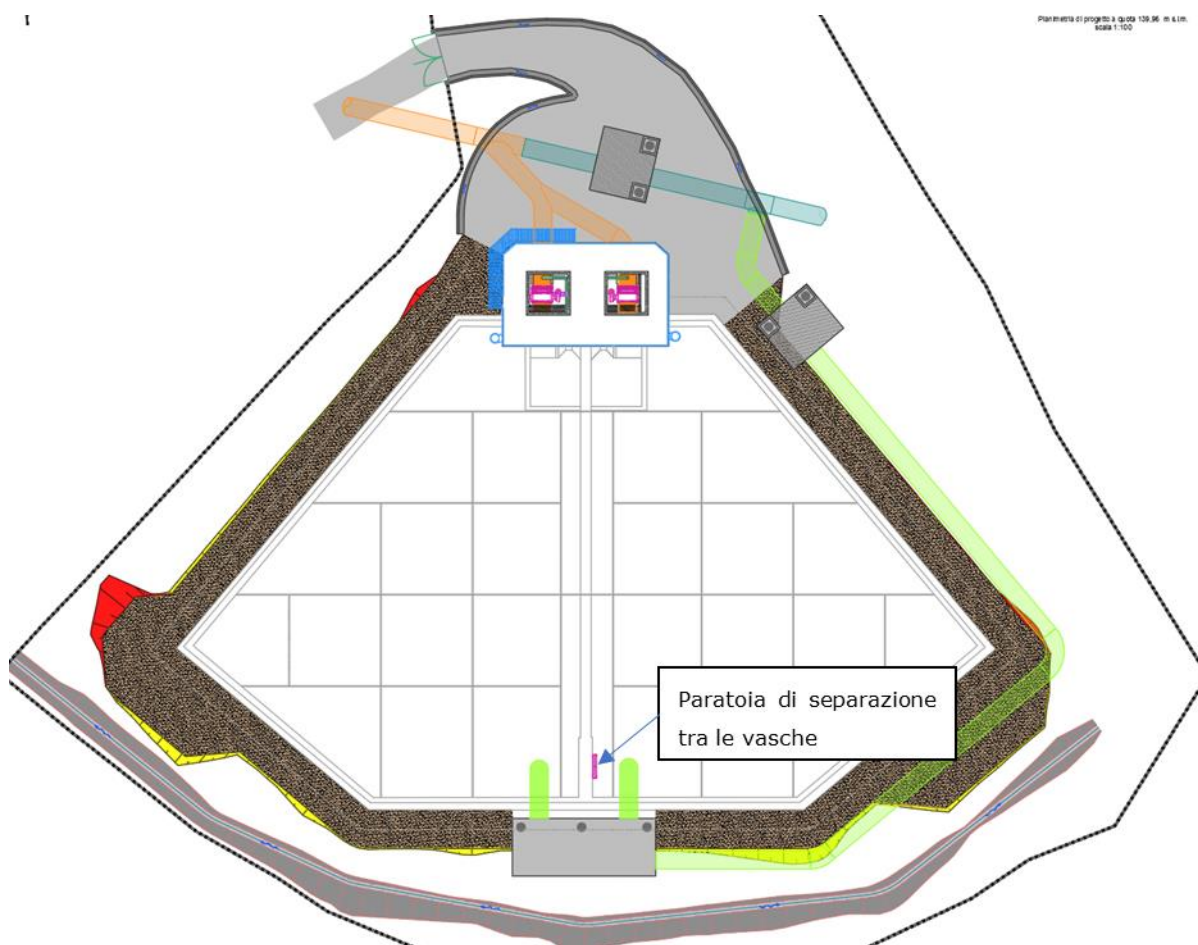 Planimetria di progetto a quota 139,96 m s.l.m.
scala 1:100
Paratoia di separazione
tra le vasche